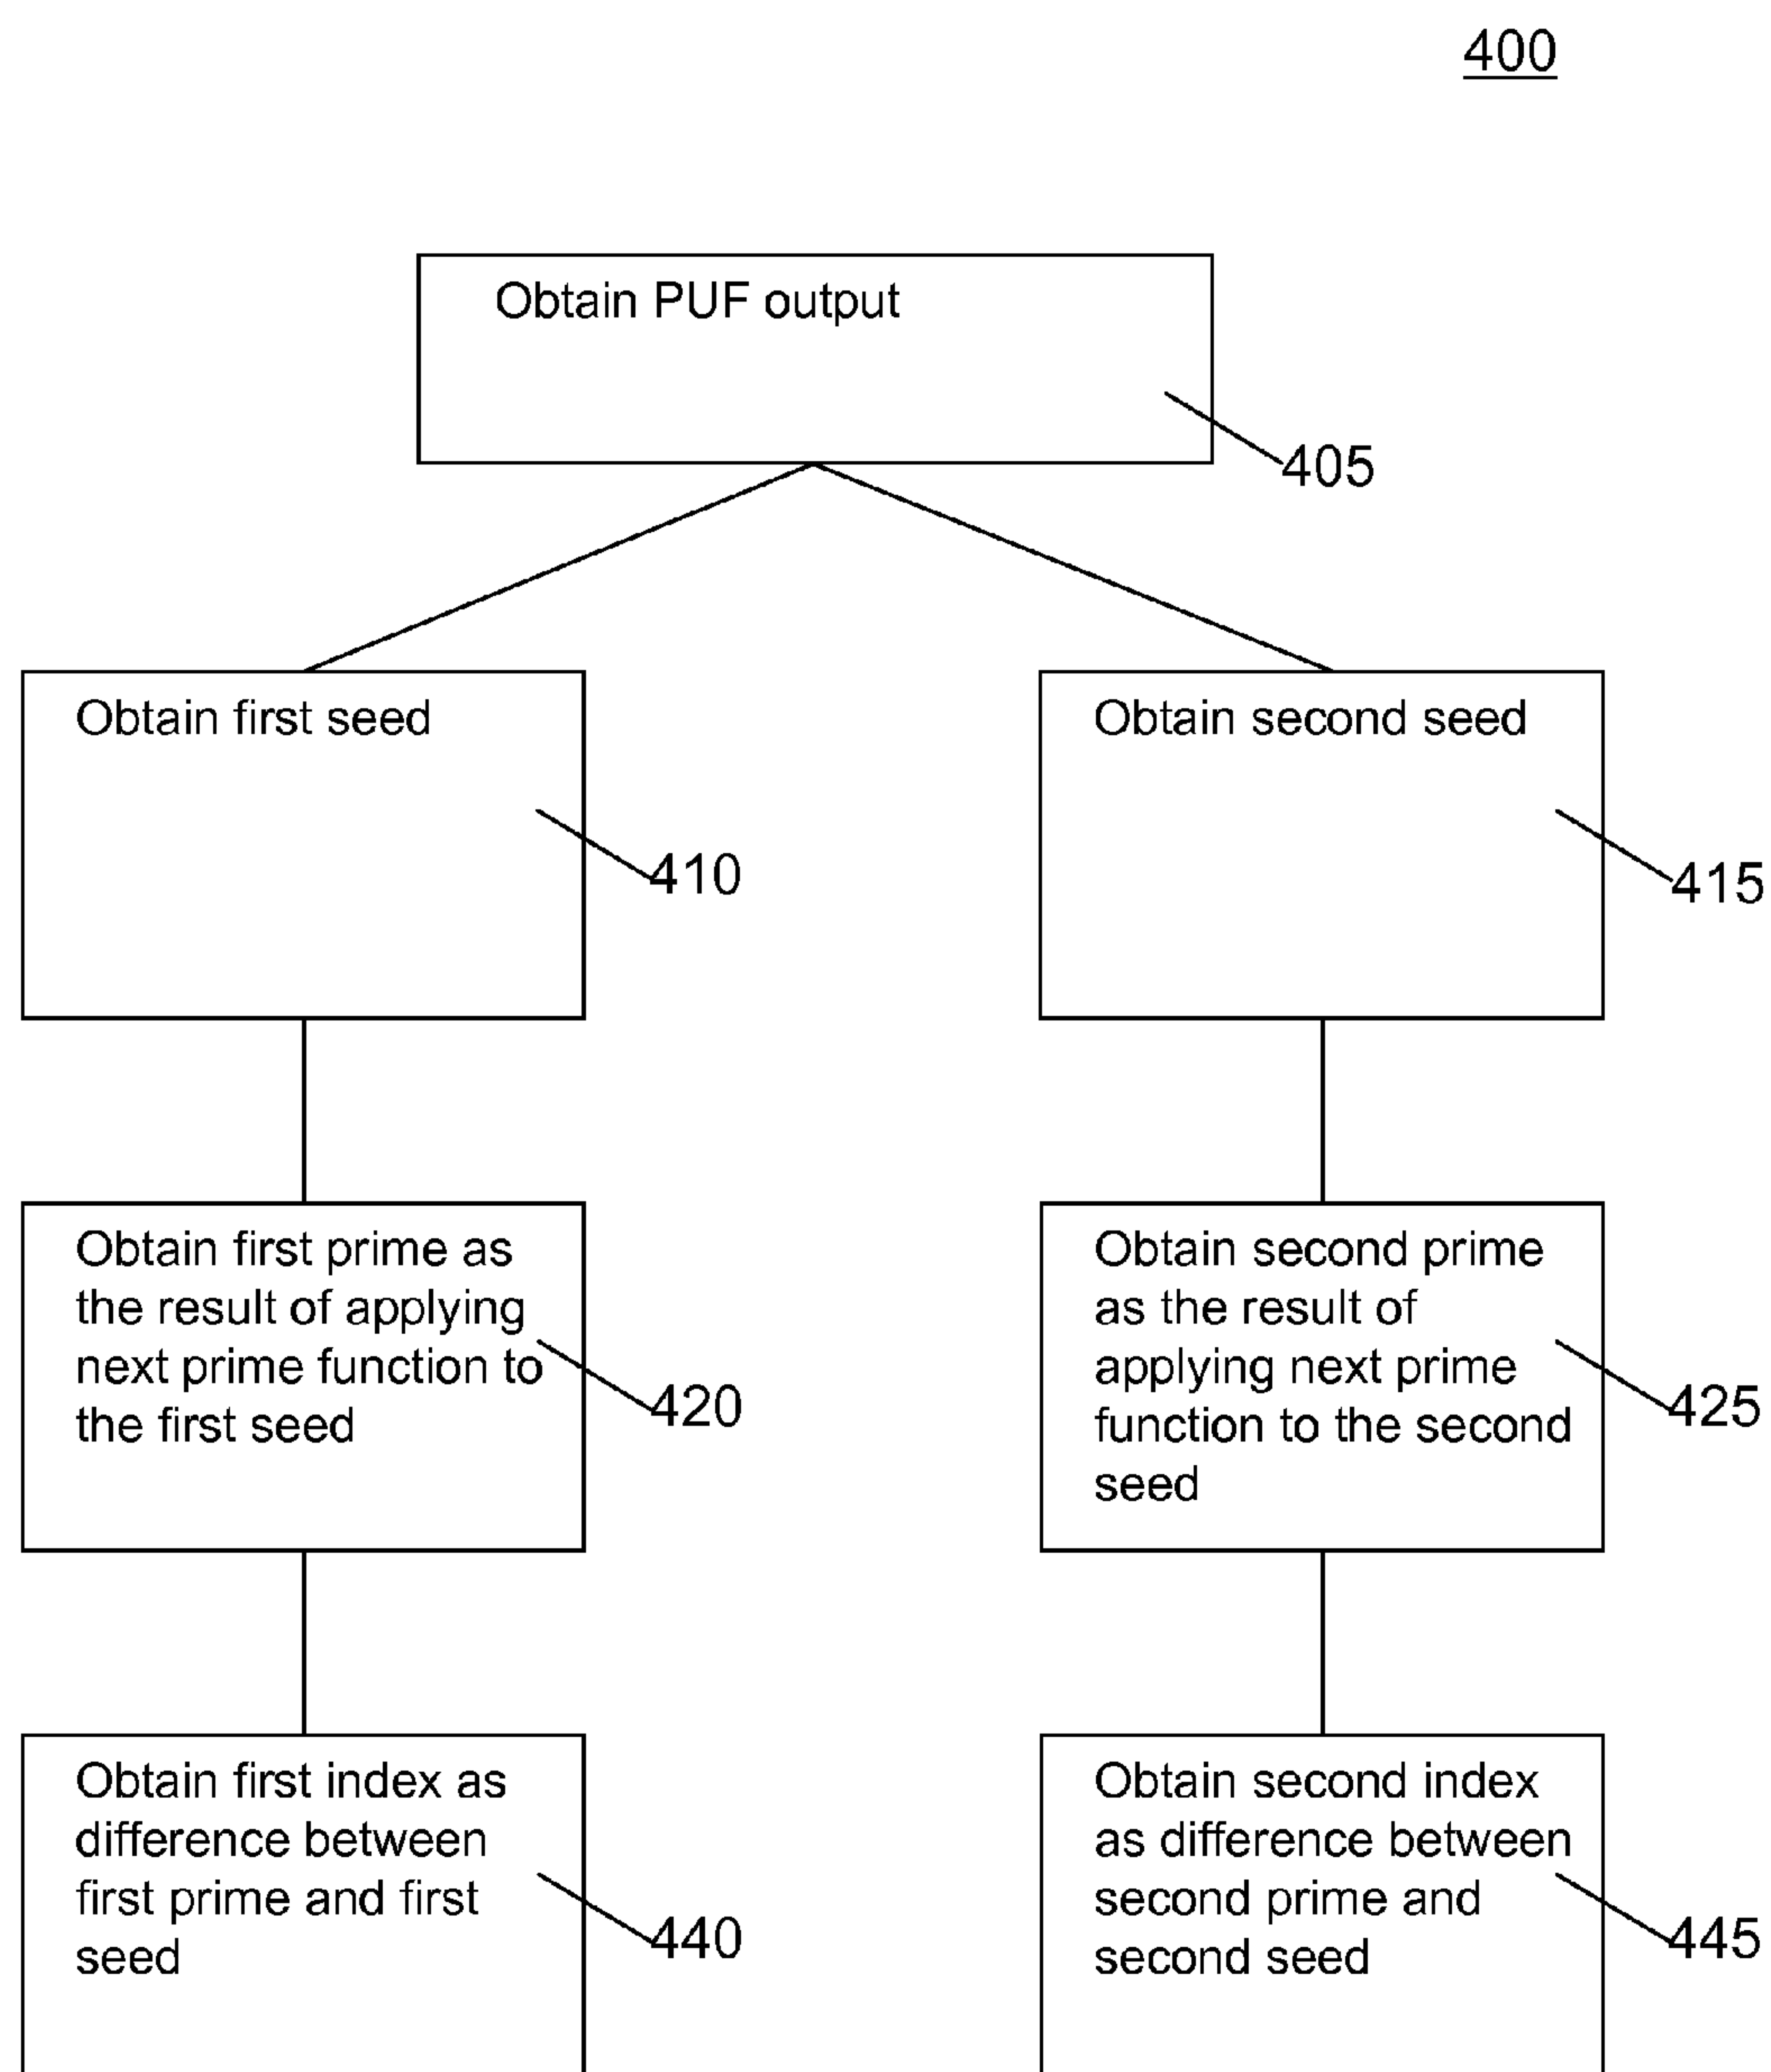 400
Obtain PUF output
405
Obtain first seed
410
Obtain second seed
415
Obtain first prime as
the result of applying
next prime function to
the first seed
420
Obtain second prime
as the result of
applying next prime
function to the second
seed
425
Obtain first index as
difference between
first prime and first
seed
440
Obtain second index
as difference between
second prime and
second seed
445